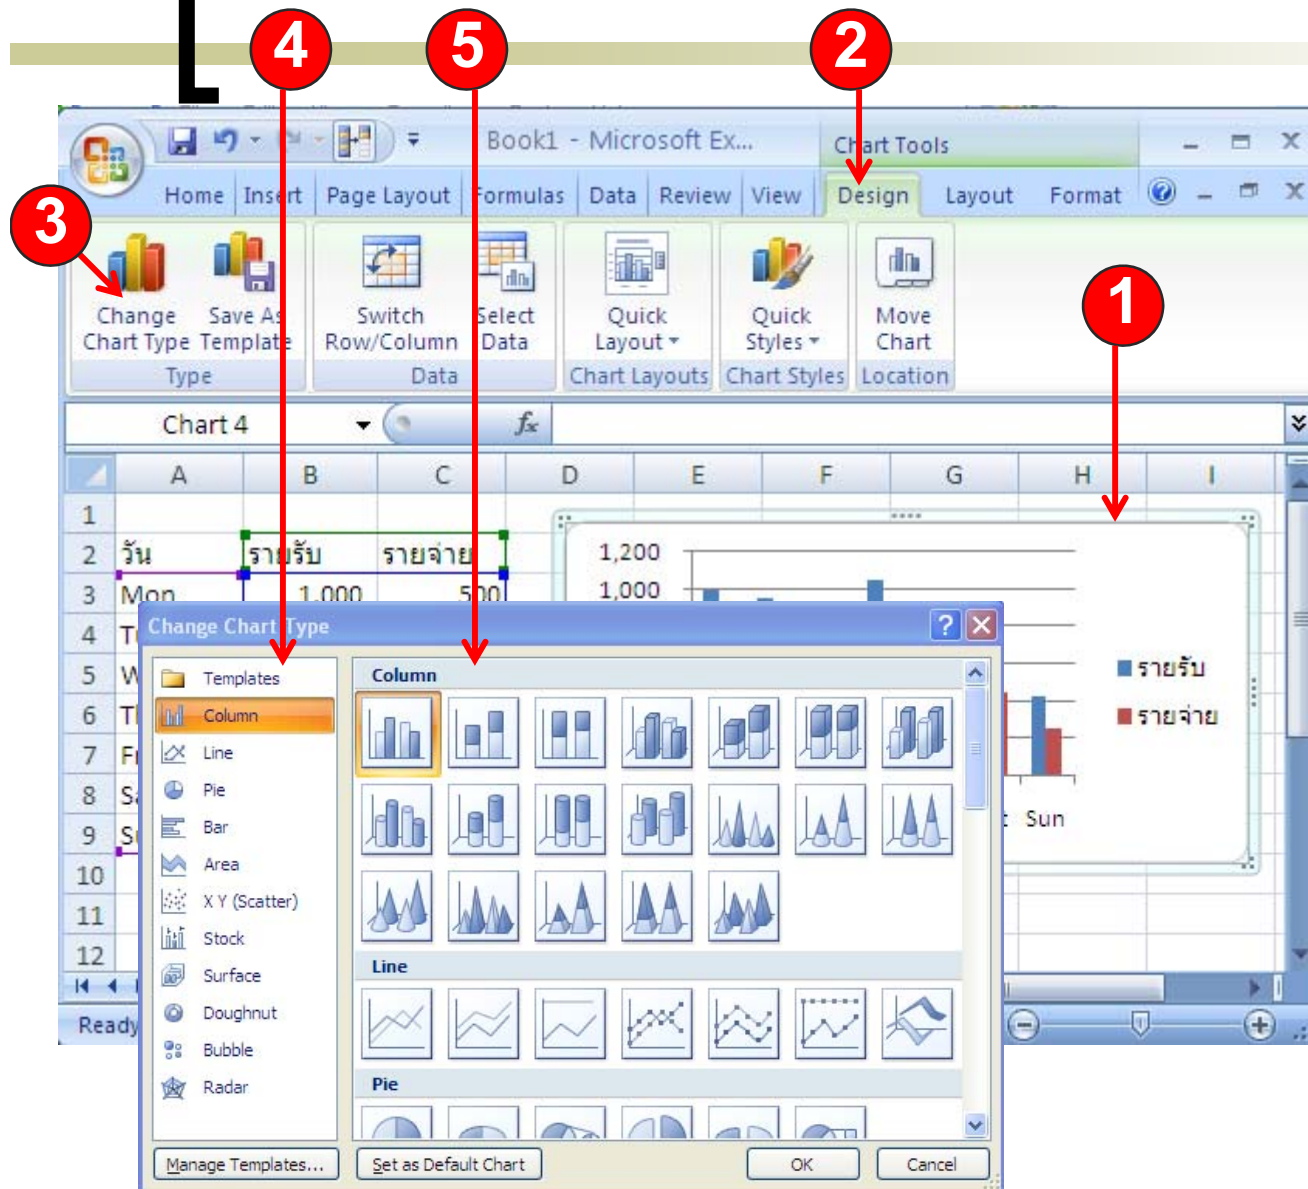 4 5 2
Book1 - Microsoft Ex... Chart Tools
Home Insert Page Layout Formulas Data Review View Design Layout Format
3
Change Chart Type Save As Template Switch Row/Column Select Data Quick Layout Quick Styles Move Chart
1
Type Data Chart Layouts Chart Styles Location
Chart 4 fx
A B C D E F G H I
1
2 วัน รายรับ รายจ่าย 1,200
3 Mon 1,000 500 1,000
Change Chart Type ?
4
5
6
7
8
9
10
11
12
Templates
Column
Line
Pie
Bar
Area
X Y (Scatter)
Stock
Surface
Doughnut
Bubble
Radar
Column
Line
Pie
รายรับ
รายจ่าย
Sun
Ready
Manage Templates... Set as Default Chart OK Cancel